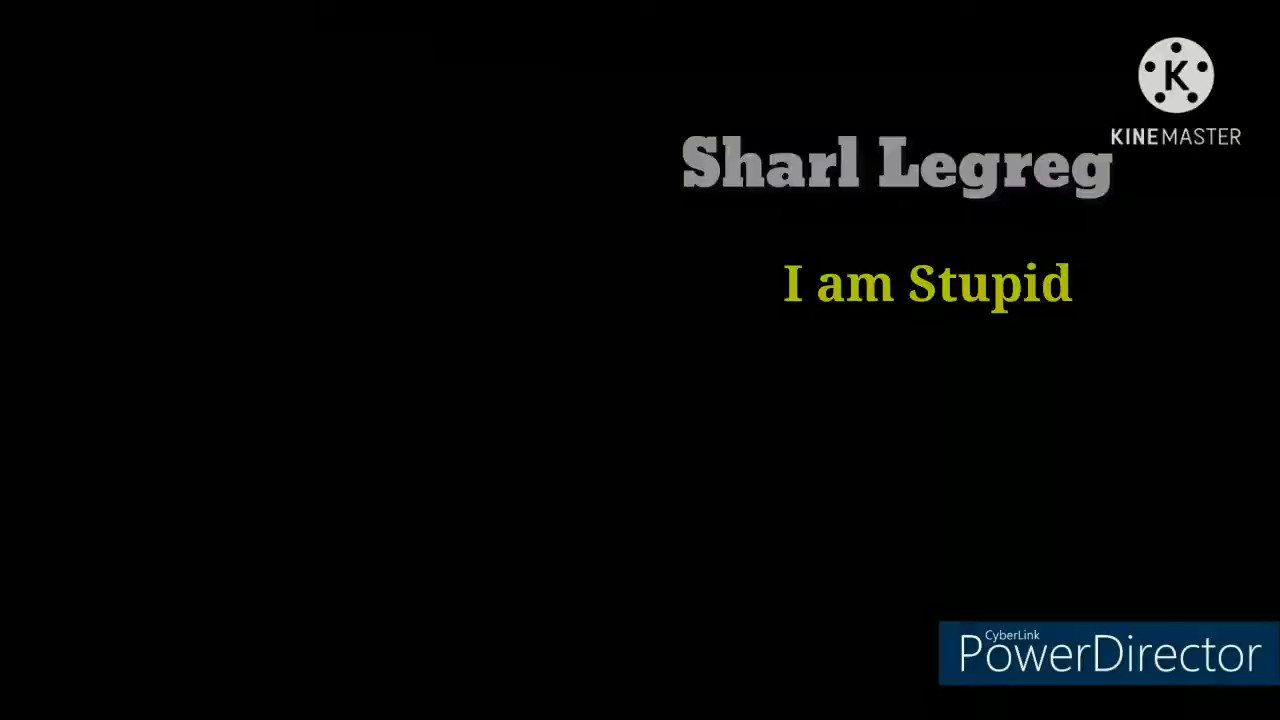 KINEMASTER
Sharl Legreg
I am Stupid
CyberLink
PowerDirector